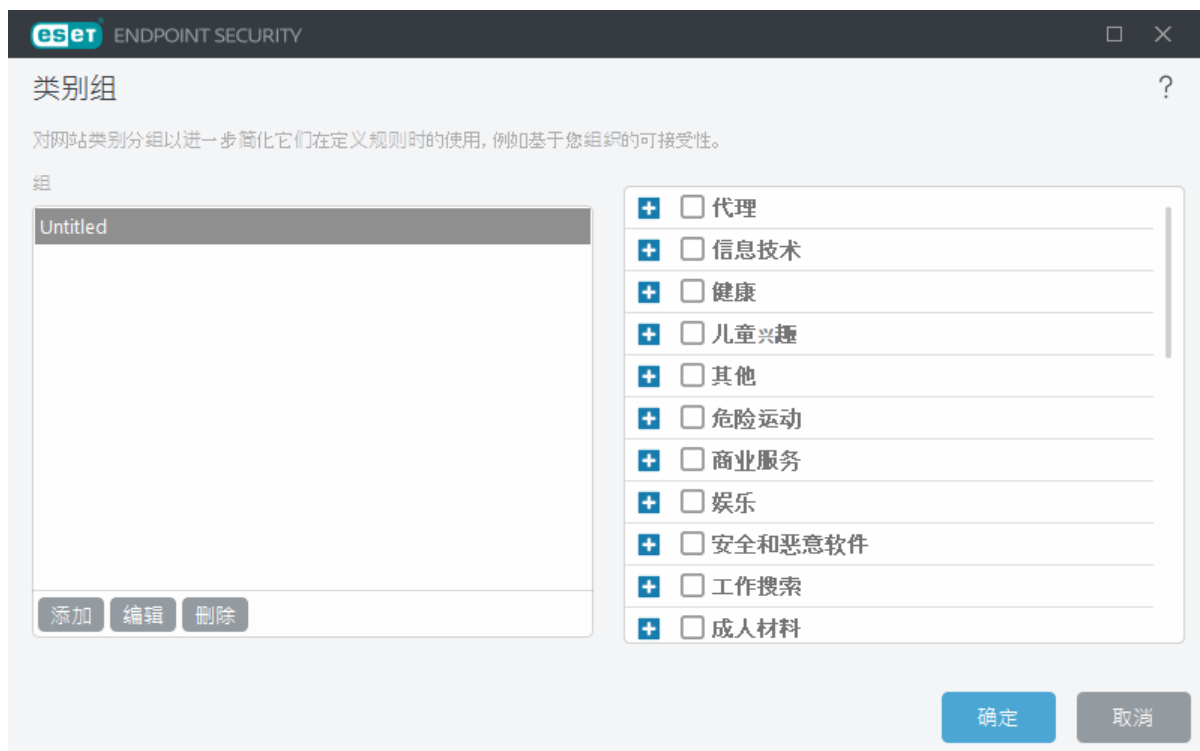 eset ENDPOINT SECURITY
类别组
?
对网站类别分组以进一步简化它们在定义规则时的使用, 例如基于您组织的可接受性。
组
Untitled
添加 编辑 删除
代理
信息技术
健康
儿童兴趣
其他
危险运动
商业服务
娱乐
安全和恶意软件
工作搜索
成人材料
确定 取消